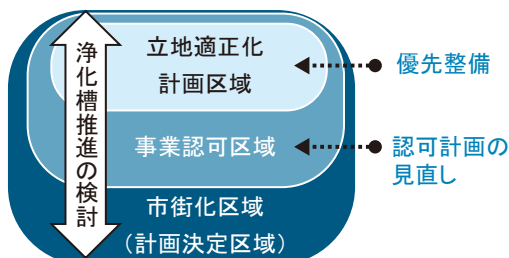 浄化槽推進の検討
立地適正化
計画区域
優先整備
事業認可区域
認可計画の
見直し
市街化区域
(計画決定区域)